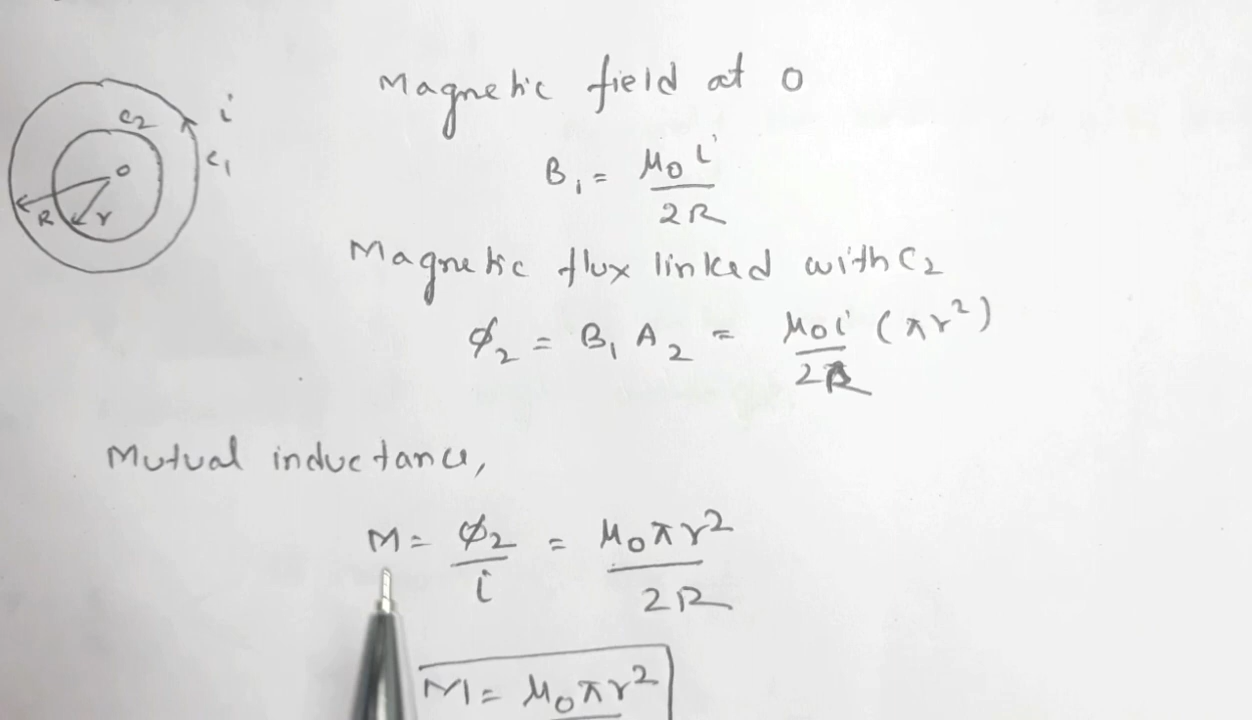 Magnetic field at O
B₁ = μ₀ i / 2R
C₂ i
C₁
O
R r
Magnetic flux linked with C₂
ϕ₂ = B₁ A₂ = μ₀ i / 2R (πr²)
Mutual inductance,
M = ϕ₂ / i = μ₀ π r² / 2R
M = μ₀ π r²